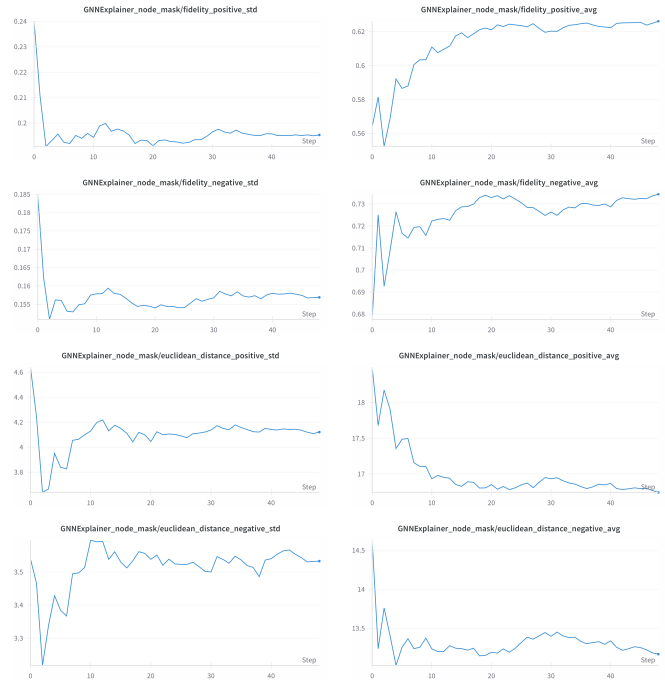 GNNExplainer_node_mask/fidelity_positive_std
0.24
0.22
0.2
Step
0 10 20 30 40
GNNExplainer_node_mask/fidelity_positive_avg
0.62
0.6
0.58
0.56
Step
0 10 20 30 40
GNNExplainer_node_mask/fidelity_negative_std
0.185
0.18
0.175
0.17
0.165
0.16
0.155
Step
0 10 20 30 40
GNNExplainer_node_mask/fidelity_negative_avg
0.73
0.72
0.71
0.7
0.69
0.68
Step
0 10 20 30 40
GNNExplainer_node_mask/euclidean_distance_positive_std
4.6
4.4
4.2
4
3.8
Step
0 10 20 30 40
GNNExplainer_node_mask/euclidean_distance_positive_avg
18
17.5
17
Step
0 10 20 30 40
GNNExplainer_node_mask/euclidean_distance_negative_std
3.5
3.4
3.3
Step
0 10 20 30 40
GNNExplainer_node_mask/euclidean_distance_negative_avg
14.5
14
13.5
Step
0 10 20 30 40